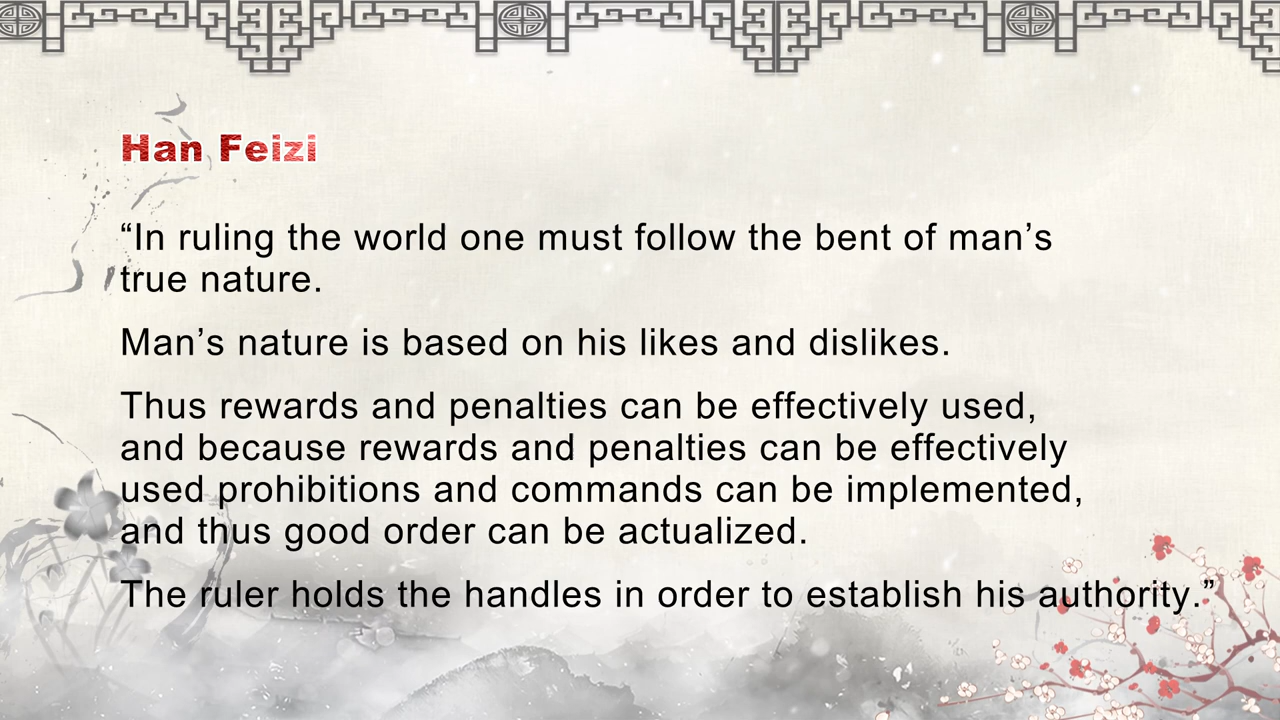 Han Feizi
“In ruling the world one must follow the bent of man’s
true nature.
Man’s nature is based on his likes and dislikes.
Thus rewards and penalties can be effectively used,
and because rewards and penalties can be effectively
used prohibitions and commands can be implemented,
and thus good order can be actualized.
The ruler holds the handles in order to establish his authority.”